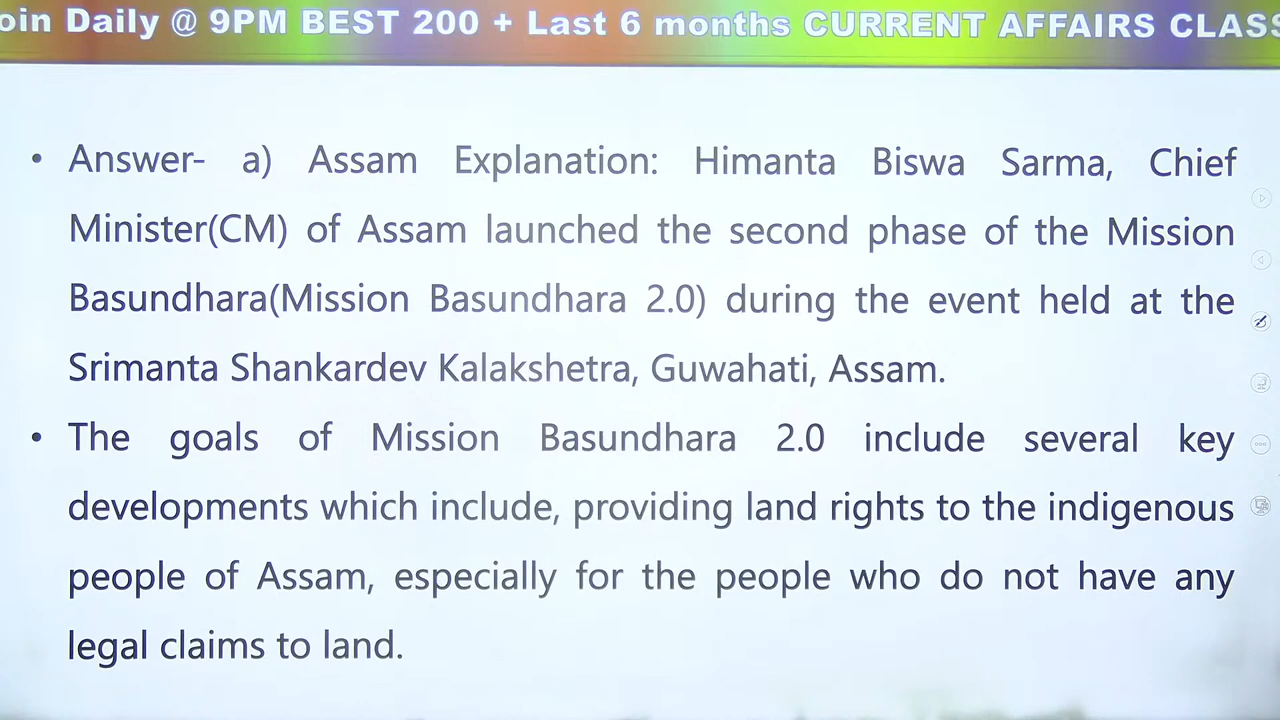 oin Daily @ 9PM BEST 200 + Last 6 months CURRENT AFFAIRS CLASS
• Answer- a) Assam Explanation: Himanta Biswa Sarma, Chief
Minister(CM) of Assam launched the second phase of the Mission
Basundhara(Mission Basundhara 2.0) during the event held at the
Srimanta Shankardev Kalakshetra, Guwahati, Assam.
• The goals of Mission Basundhara 2.0 include several key
developments which include, providing land rights to the indigenous
people of Assam, especially for the people who do not have any
legal claims to land.